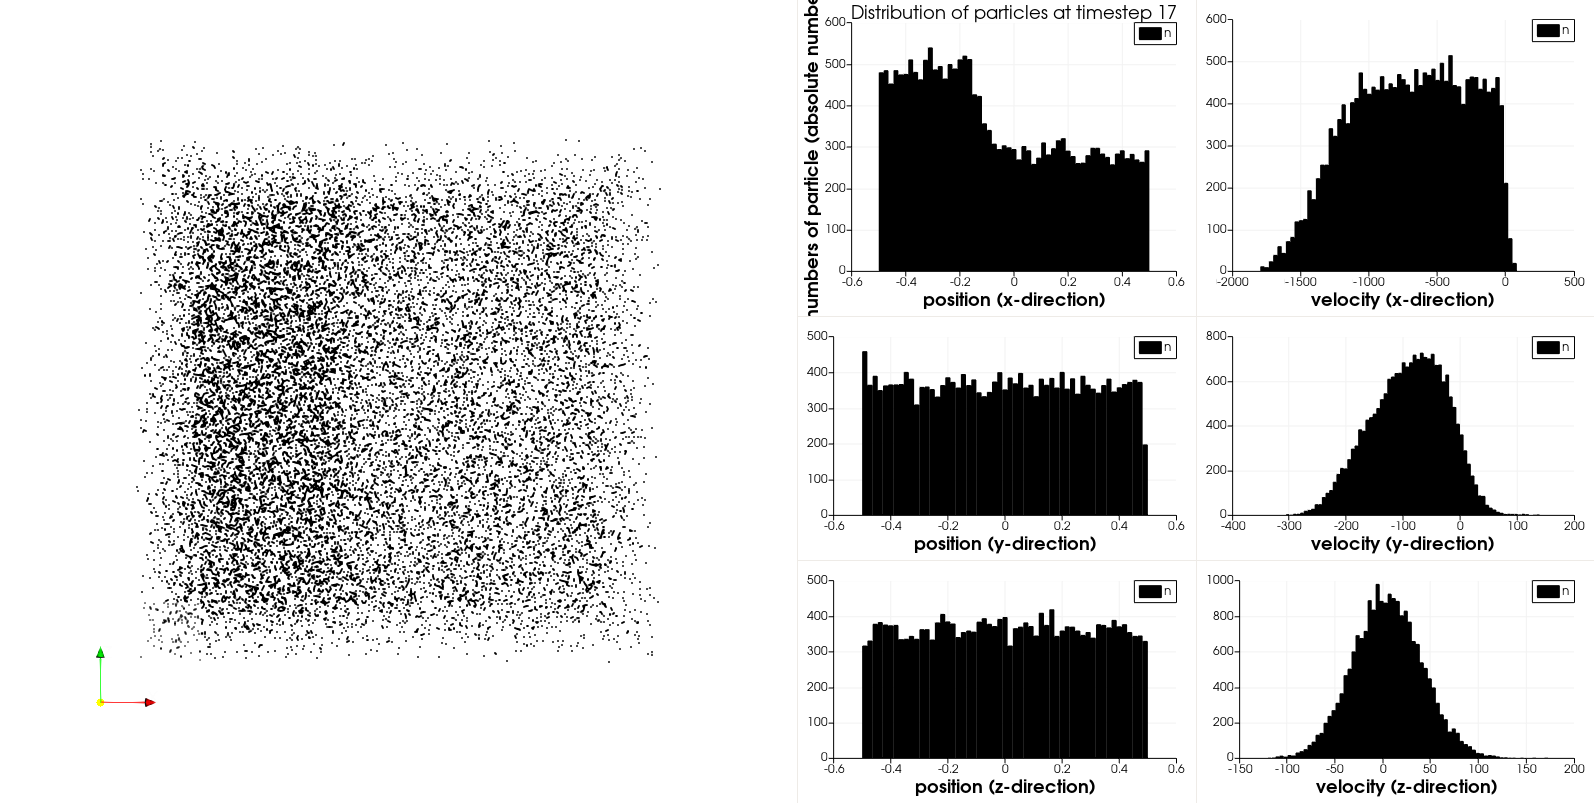 Distribution of particles at timestep 17
numbers of particle (absolute numbe
600
500
400
300
200
100
0
-0.6 -0.4 -0.2 0 0.2 0.4 0.6
position (x-direction)
n
600
500
400
300
200
100
0
-2000 -1500 -1000 -500 0 500
velocity (x-direction)
n
500
400
300
200
100
0
-0.6 -0.4 -0.2 0 0.2 0.4 0.6
position (y-direction)
n
800
600
400
200
0
-400 -300 -200 -100 0 100 200
velocity (y-direction)
n
500
400
300
200
100
0
-0.6 -0.4 -0.2 0 0.2 0.4 0.6
position (z-direction)
n
1000
800
600
400
200
0
-150 -100 -50 0 50 100 150 200
velocity (z-direction)
n